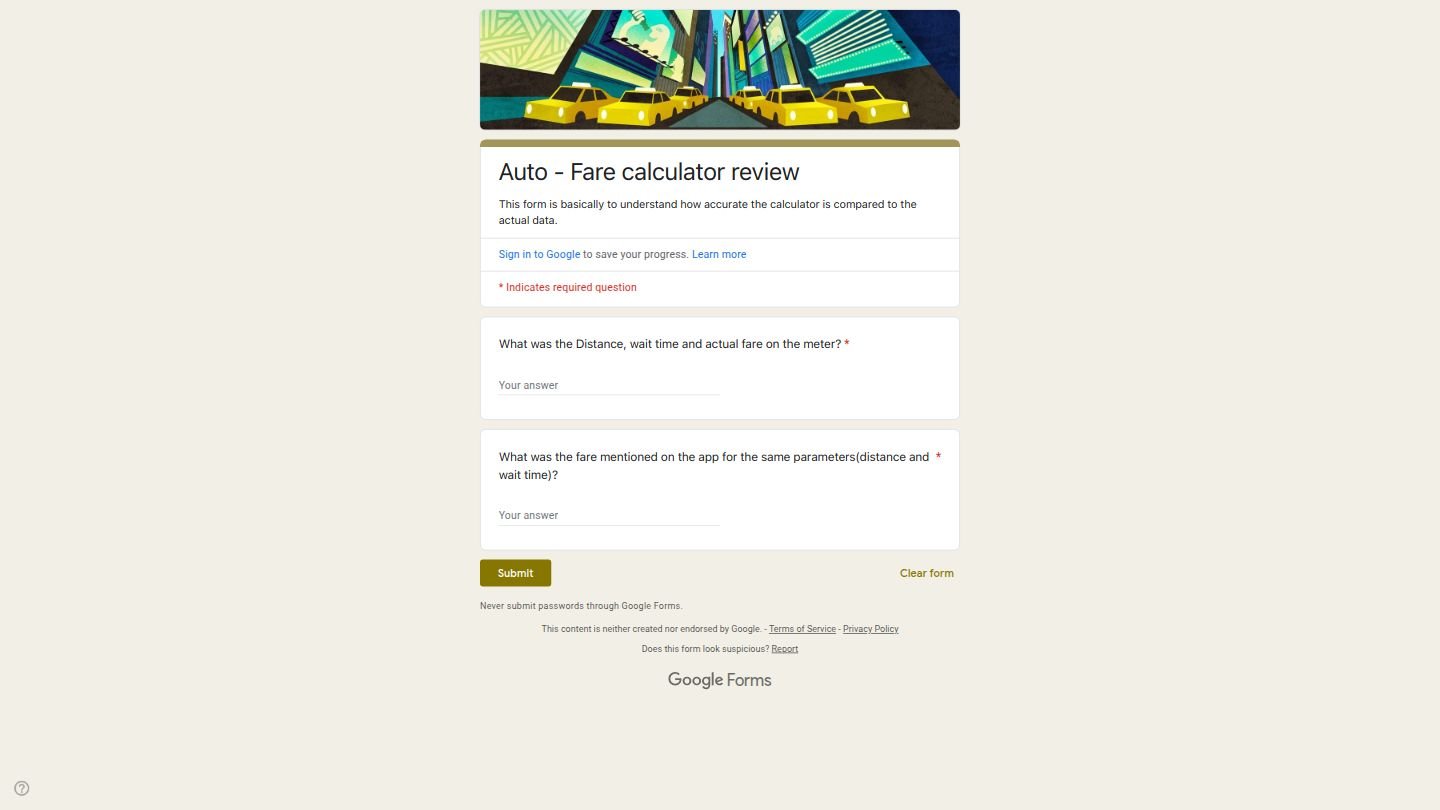 Auto - Fare calculator review
This form is basically to understand how accurate the calculator is compared to the
actual data.
Sign in to Google to save your progress. Learn more
* Indicates required question
What was the Distance, wait time and actual fare on the meter? *
Your answer
What was the fare mentioned on the app for the same parameters(distance and *
wait time)?
Your answer
Submit
Clear form
Never submit passwords through Google Forms.
This content is neither created nor endorsed by Google. - Terms of Service - Privacy Policy
Does this form look suspicious? Report
Google Forms